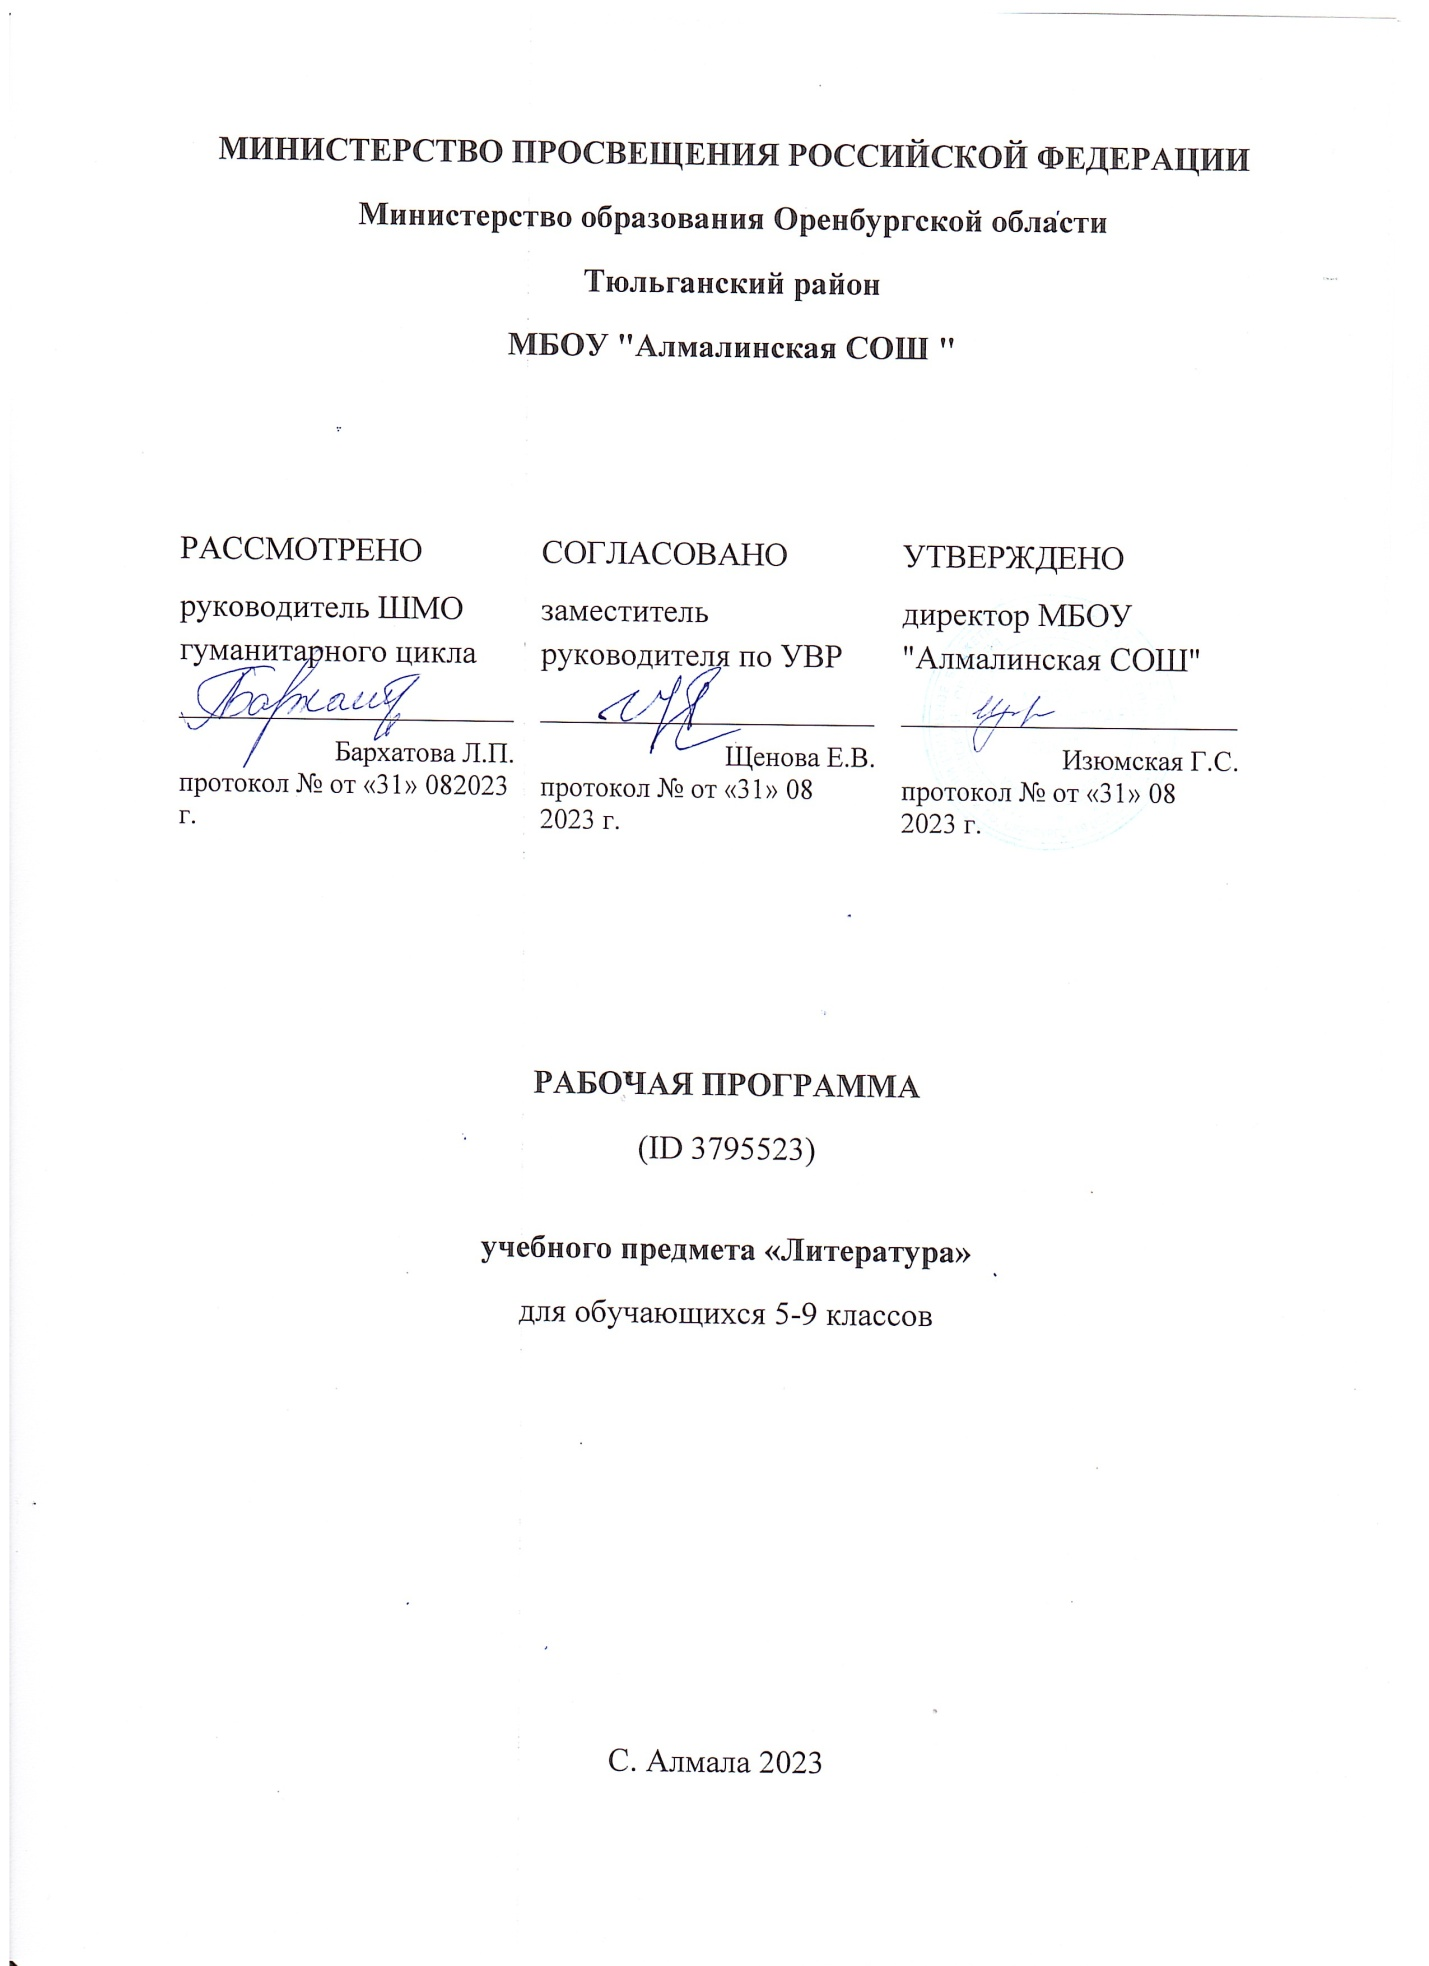 МИНИСТЕРСТВО ПРОСВЕЩЕНИЯ РОССИЙСКОЙ ФЕДЕРАЦИИ
Министерство образования Оренбургской области
Тюльганский район
МБОУ "Алмалинская СОШ "
РАССМОТРЕНО
руководитель ШМО
гуманитарного цикла
Бархатова Л.П.
протокол № от «31» 082023
г.
СОГЛАСОВАНО
заместитель
руководителя по УВР
Щенова Е.В.
протокол № от «31» 08
2023 г.
УТВЕРЖДЕНО
директор МБОУ
"Алмалинская СОШ"
Изюмская Г.С.
протокол № от «31» 08
2023 г.
РАБОЧАЯ ПРОГРАММА
(ID 3795523)
учебного предмета «Литература»
для обучающихся 5-9 классов
С. Алмала 2023